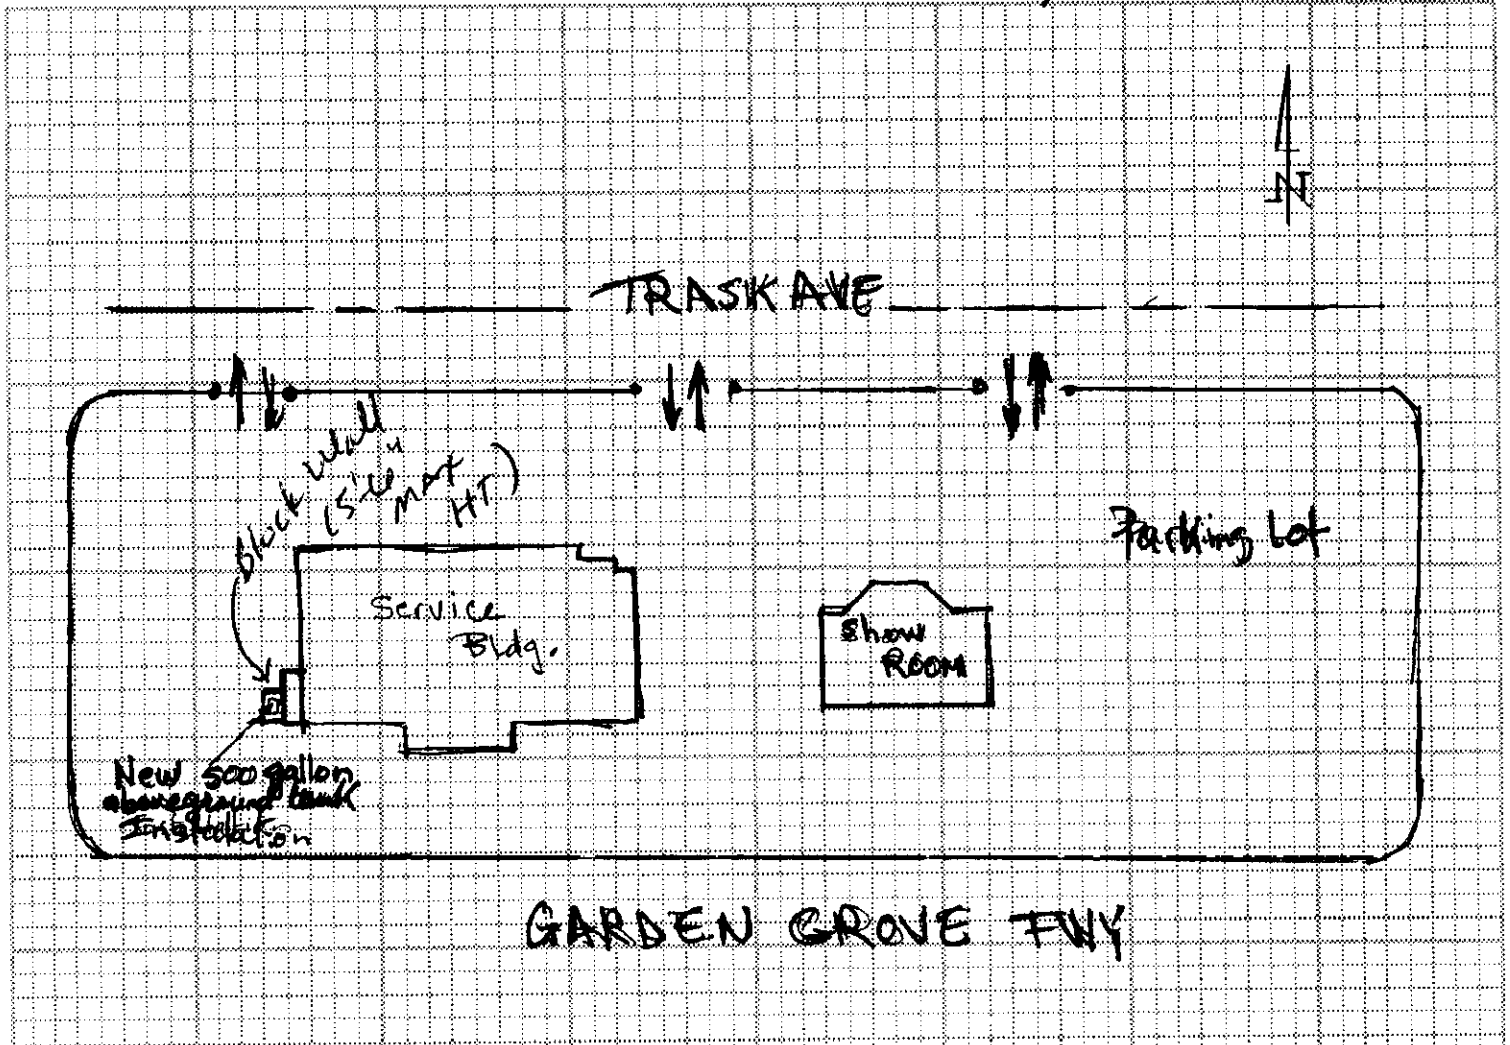 N
TRASK AVE
Block Wall
(5'-6"
max
HT)
Parking Lot
Service
Bldg.
Show
ROOM
New 500 gallon
aboveground tank
Installation
GARDEN GROVE FWY